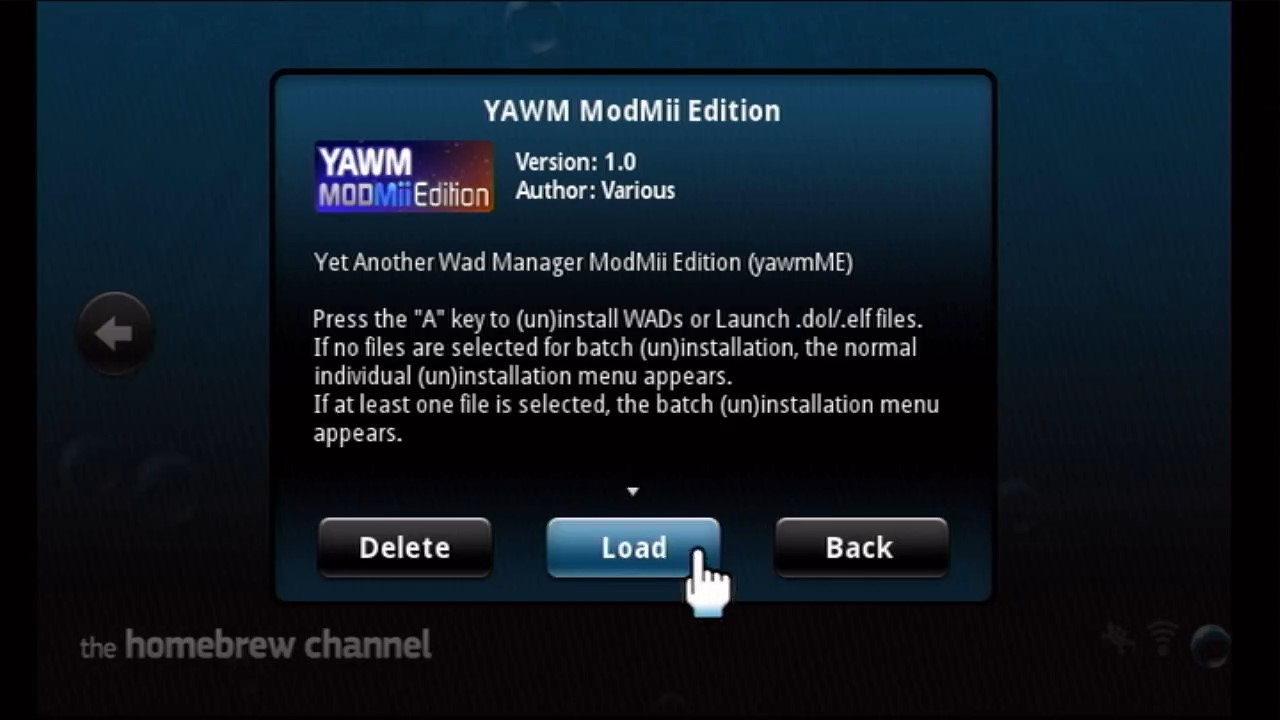 YAWM ModMii Edition
YAWM
MODMii Edition
Version: 1.0
Author: Various
Yet Another Wad Manager ModMii Edition (yawmME)
Press the "A" key to (un)install WADs or Launch .dol/.elf files.
If no files are selected for batch (un)installation, the normal
individual (un)installation menu appears.
If at least one file is selected, the batch (un)installation menu
appears.
Delete
Load
Back
the homebrew channel